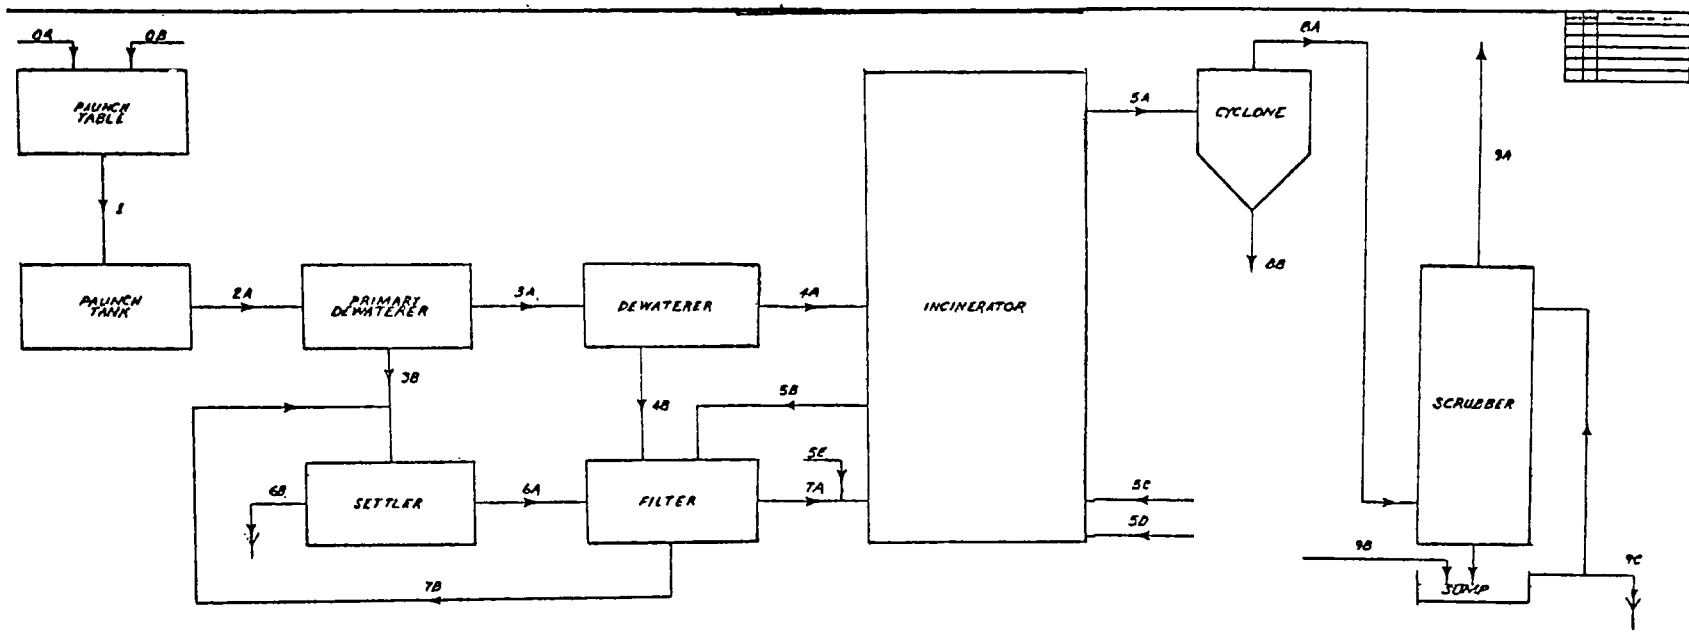 0A
0B
PAUNCH
TABLE
1
PAUNCH
TANK
2A
PRIMARY
DEWATERER
3A
DEWATERER
4A
INCINERATOR
5A
CYCLONE
8A
8B
9A
3B
4B
5B
SCRUBBER
6B
SETTLER
6A
FILTER
5E
7A
5C
5D
7B
9B
SUMP
9C